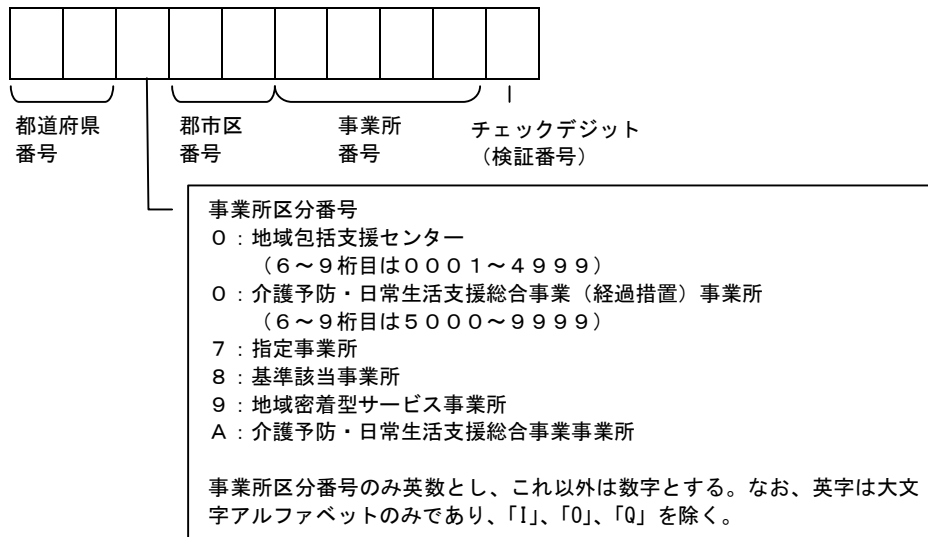 都道府県
番号
郡市区
番号
事業所
番号
チェックデジット
（検証番号）
事業所区分番号
０：地域包括支援センター
（６～９桁目は０００１～４９９９）
０：介護予防・日常生活支援総合事業（経過措置）事業所
（６～９桁目は５０００～９９９９）
７：指定事業所
８：基準該当事業所
９：地域密着型サービス事業所
Ａ：介護予防・日常生活支援総合事業事業所
事業所区分番号のみ英数とし、これ以外は数字とする。なお、英字は大文
字アルファベットのみであり、「I」、「O」、「Q」を除く。